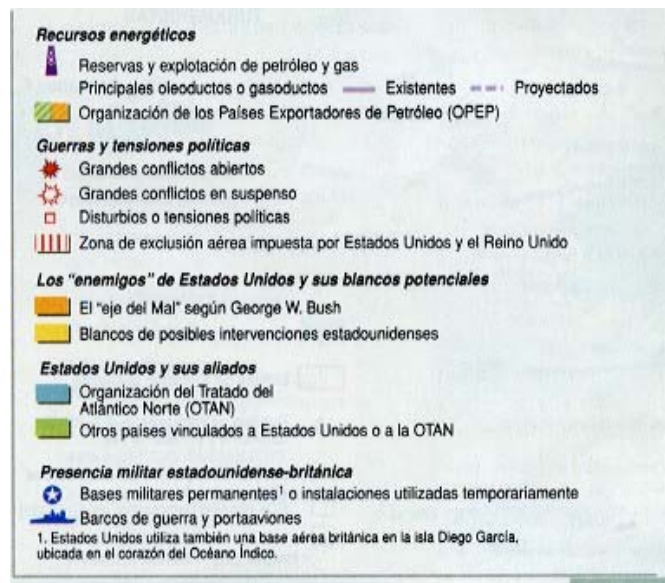 Recursos energéticos
Reservas y explotación de petróleo y gas
Principales oleoductos o gasoductos Existentes Proyectados
Organización de los Países Exportadores de Petróleo (OPEP)
Guerras y tensiones políticas
Grandes conflictos abiertos
Grandes conflictos en suspenso
Disturbios o tensiones políticas
Zona de exclusión aérea impuesta por Estados Unidos y el Reino Unido
Los "enemigos" de Estados Unidos y sus blancos potenciales
El "eje del Mal" según George W. Bush
Blancos de posibles intervenciones estadounidenses
Estados Unidos y sus aliados
Organización del Tratado del
Atlántico Norte (OTAN)
Otros países vinculados a Estados Unidos o a la OTAN
Presencia militar estadounidense-británica
Bases militares permanentes¹ o instalaciones utilizadas temporariamente
Barcos de guerra y portaaviones
1. Estados Unidos utiliza también una base aérea británica en la isla Diego García,
ubicada en el corazón del Océano Índico.